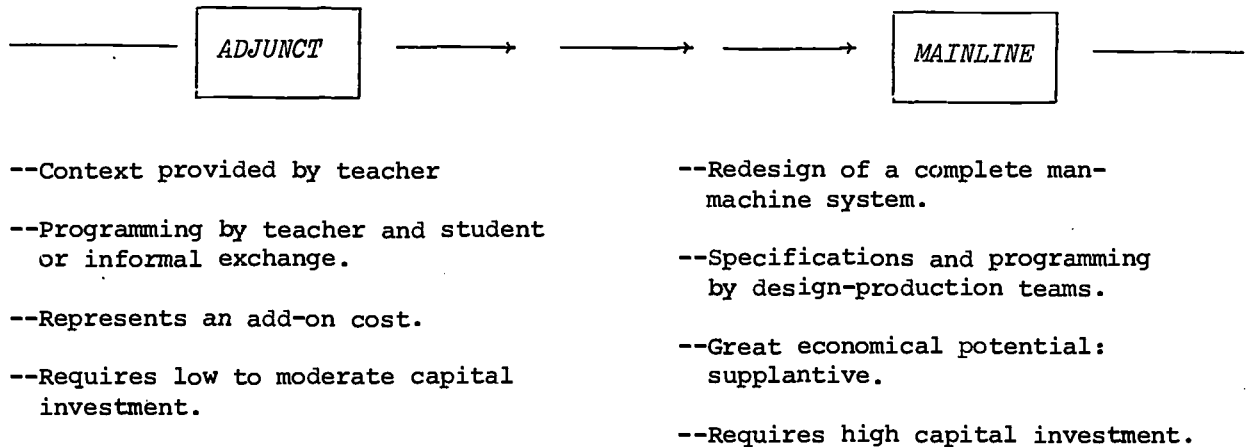 ADJUNCT
MAINLINE
--Context provided by teacher
--Programming by teacher and student
or informal exchange.
--Represents an add-on cost.
--Requires low to moderate capital
investment.
--Redesign of a complete man-
machine system.
--Specifications and programming
by design-production teams.
--Great economical potential:
supplantive.
--Requires high capital investment.